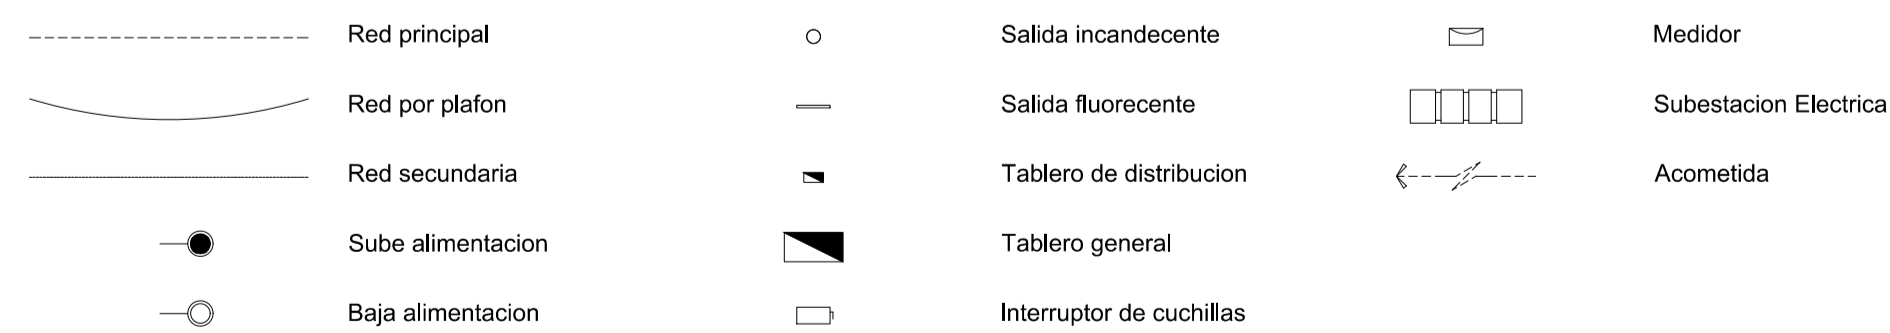 Red principal
Red por plafon
Red secundaria
Sube alimentacion
Baja alimentacion
Salida incandecente
Salida fluorecente
Tablero de distribucion
Tablero general
Interruptor de cuchillas
Medidor
Subestacion Electrica
Acometida